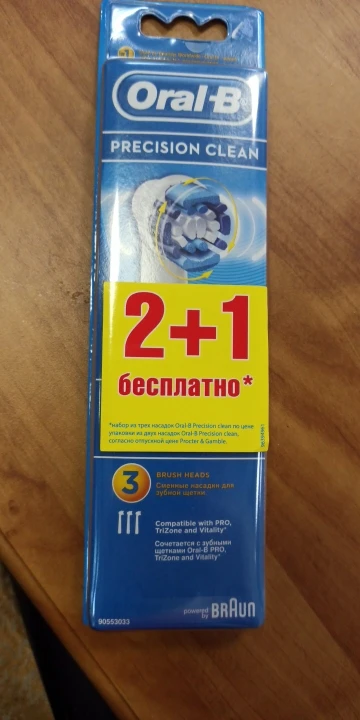 Oral-B
PRECISION CLEAN
2+1
бесплатно*
*набор из трех насадок Oral-B Precision clean по цене
упаковки из двух насадок Oral-B Precision clean,
согласно отпускной цене Procter & Gamble.
3
BRUSH HEADS
Сменные насадки для
зубной щетки
Compatible with PRO,
TriZone and Vitality*
Сочетается с зубными
щетками Oral-B PRO,
TriZone and Vitality*
powered
by BRAUN
90553033